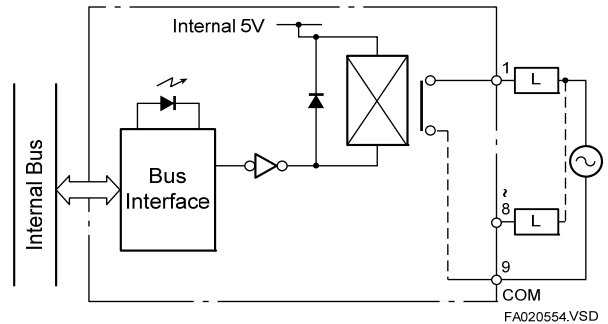 Internal 5V
1
L
Internal Bus
Bus
Interface
~
8
L
9
COM
FA020554.VSD